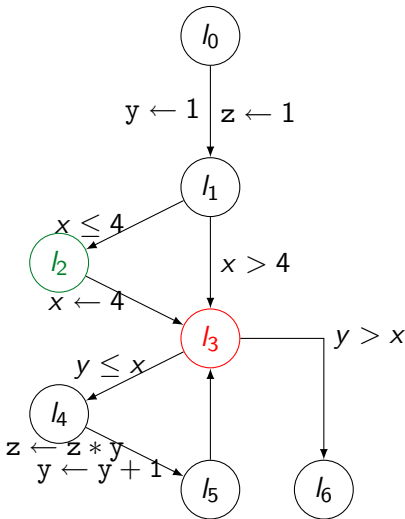 l0
y ← 1 z ← 1
l1
x ≤ 4
l2
x > 4
x ← 4
l3
y > x
y ≤ x
l4
z ← z * y
y ← y + 1
l5
l6